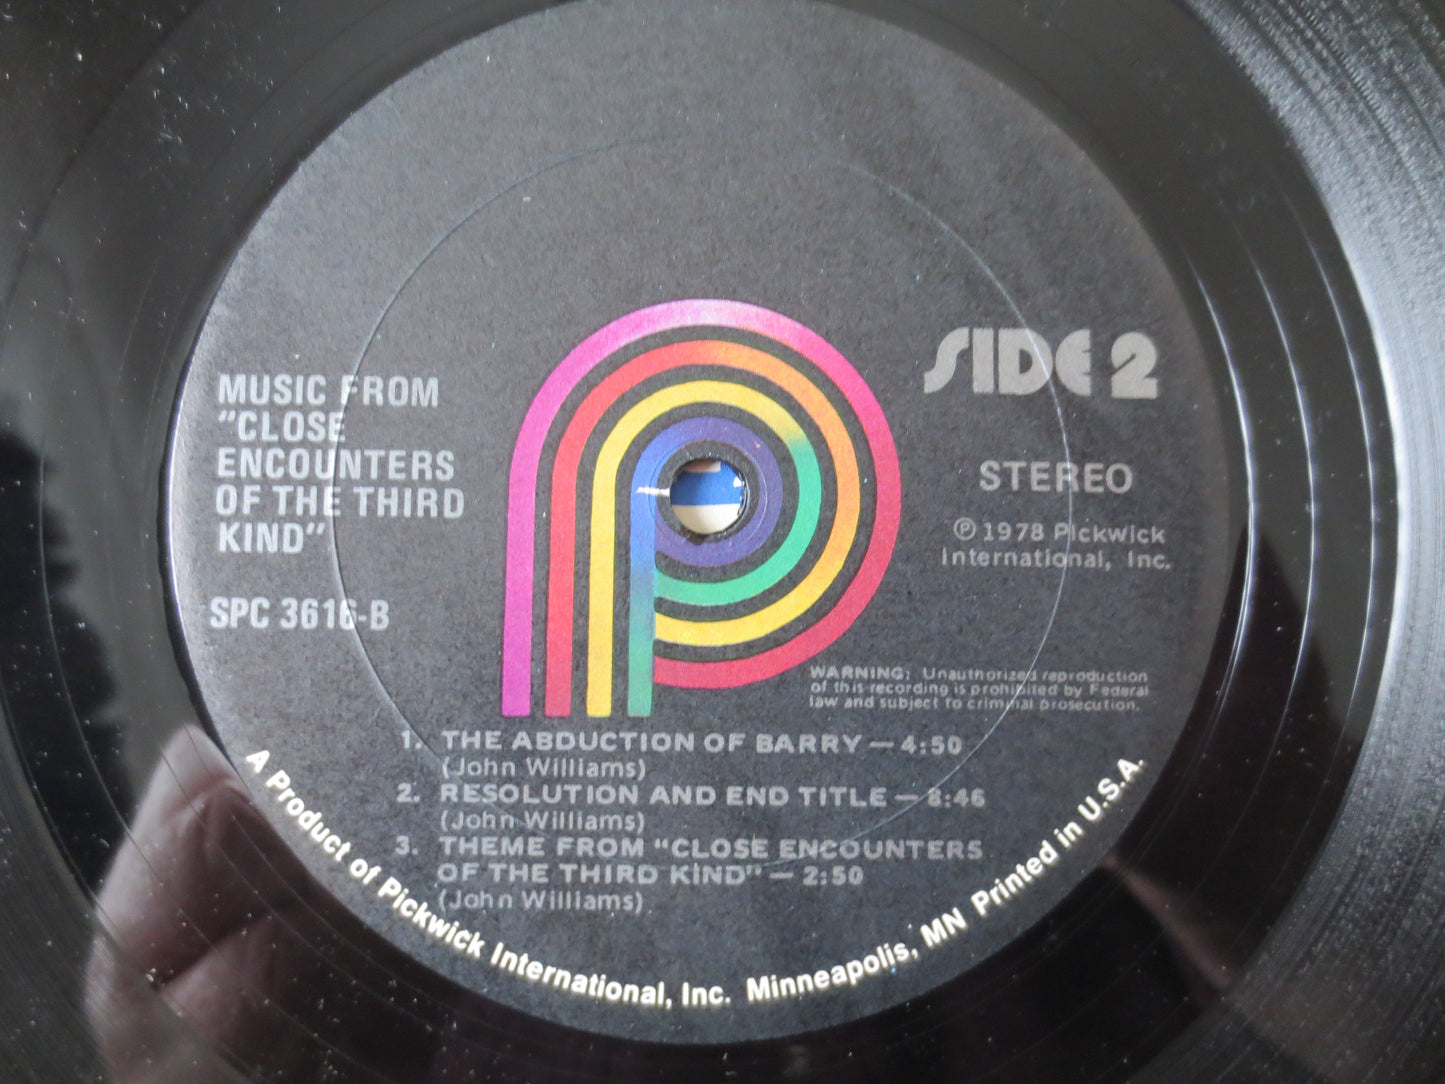 MUSIC FROM
"CLOSE
ENCOUNTERS
OF THE THIRD
KIND"
SPC 3616-B
SIDE 2
STEREO
℗ 1978 Pickwick
International, Inc.
WARNING: Unauthorized reproduction
of this recording is prohibited by Federal
law and subject to criminal prosecution.
1. THE ABDUCTION OF BARRY — 4:50
(John Williams)
2. RESOLUTION AND END TITLE — 8:46
(John Williams)
3. THEME FROM "CLOSE ENCOUNTERS
OF THE THIRD KIND" — 2:50
(John Williams)
A Product of Pickwick International, Inc. Minneapolis, MN Printed in U.S.A.